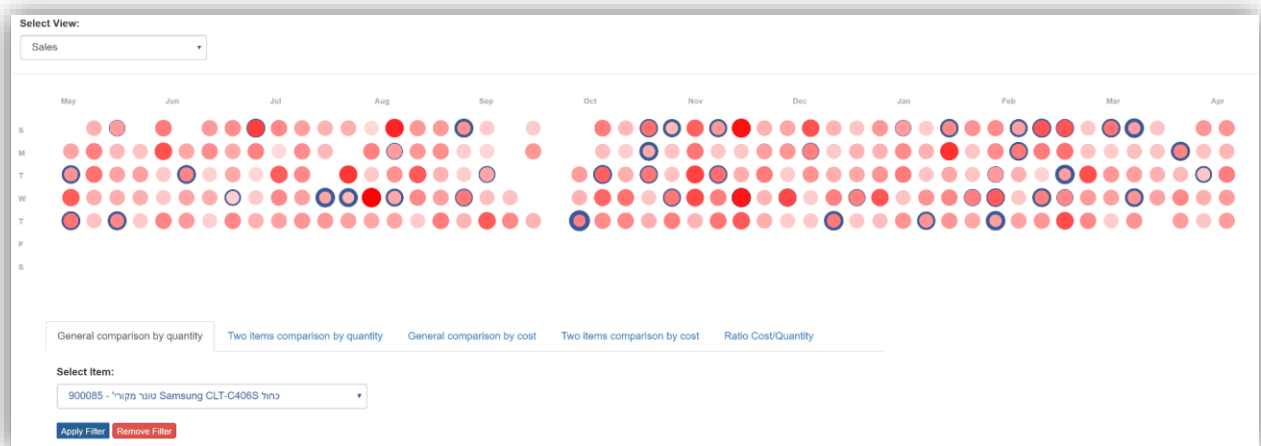 Select View:
Sales
May Jun Jul Aug Sep Oct Nov Dec Jan Feb Mar Apr
S
M
T
W
T
F
S
General comparison by quantity Two items comparison by quantity General comparison by cost Two items comparison by cost Ratio Cost/Quantity
Select Item:
900085 - 'טונר מקורי Samsung CLT-C406S כחול
Apply Filter Remove Filter